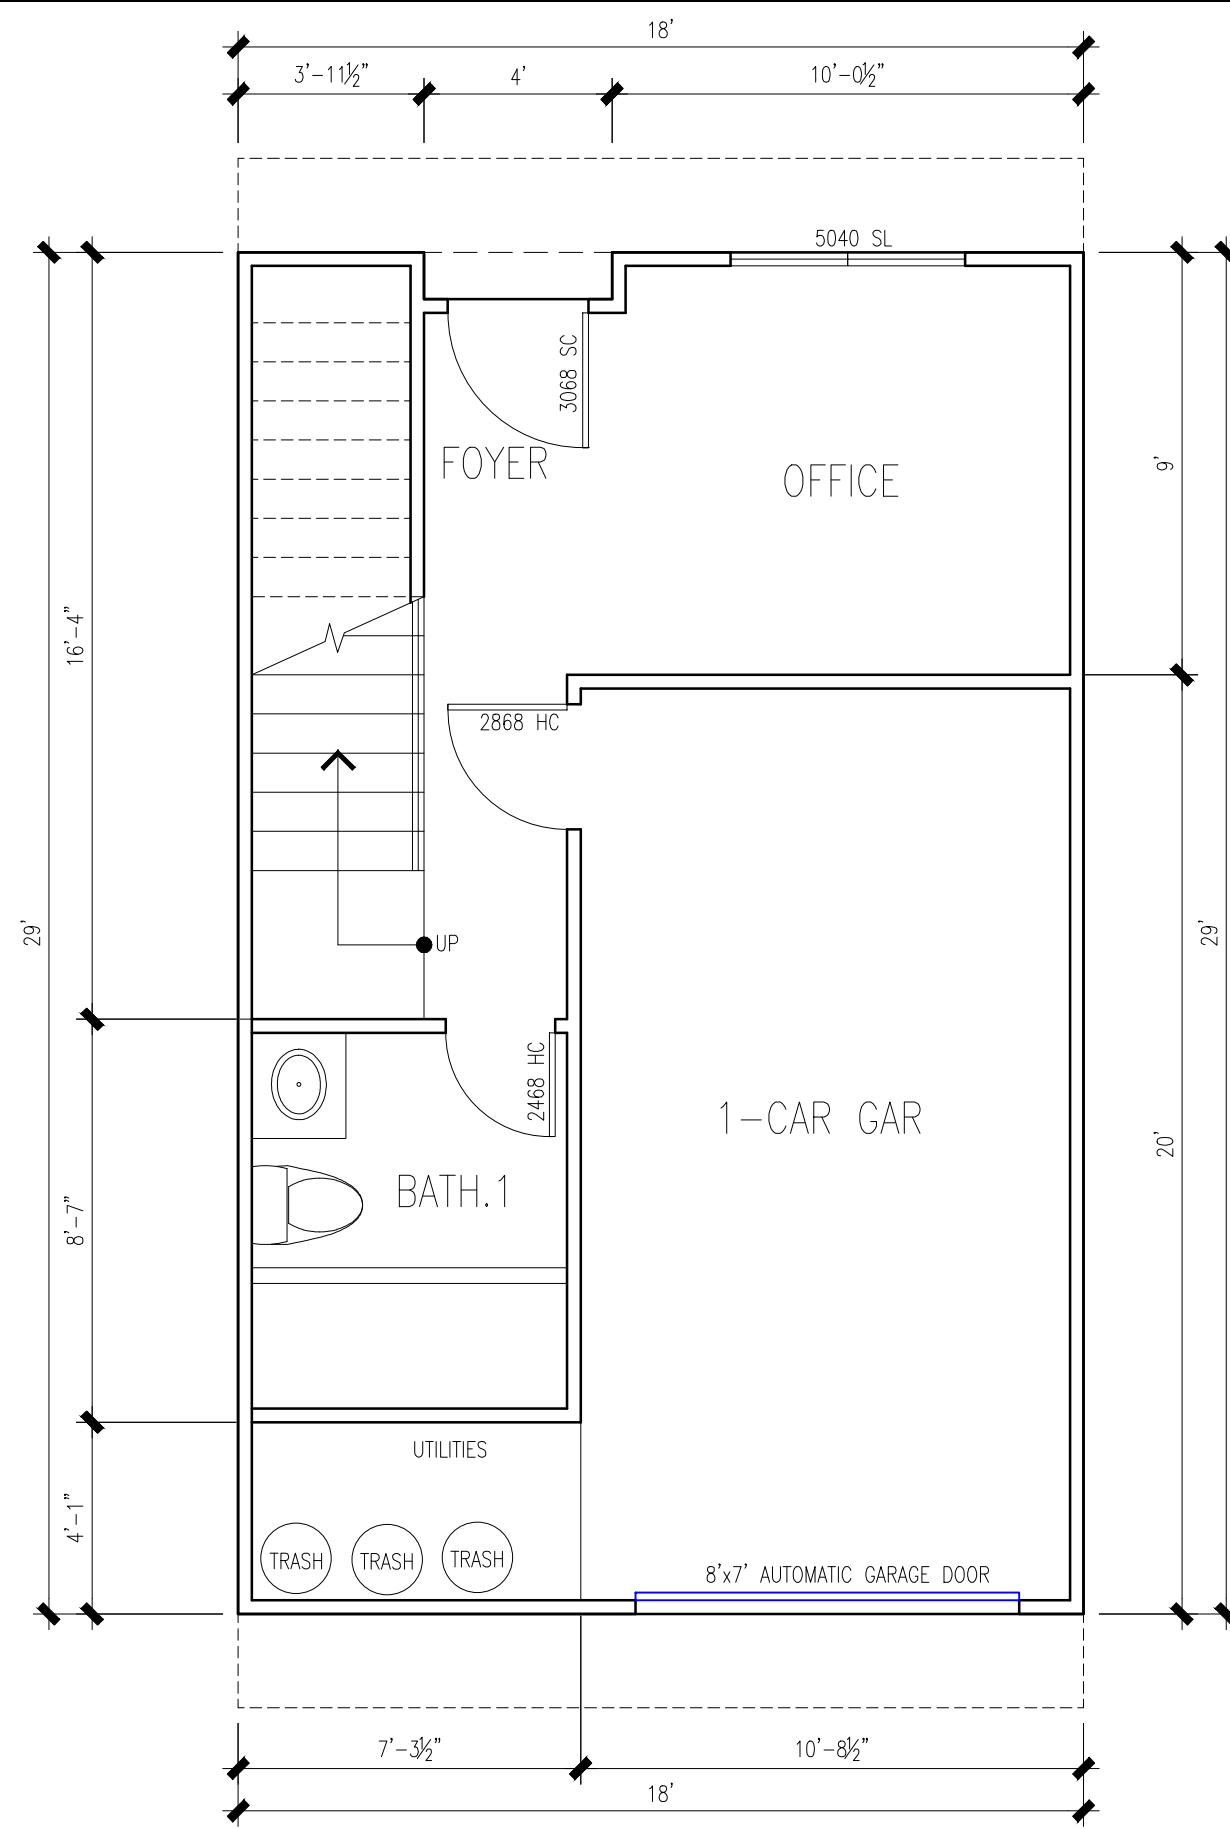 18'
3'-11½"
4'
10'-0½"
5040 SL
3068 SC
FOYER
OFFICE
9'
16'-4"
2868 HC
29'
UP
29'
2468 HC
1-CAR GAR
20'
BATH.1
8'-7"
UTILITIES
4'-1"
TRASH
TRASH
TRASH
8'x7' AUTOMATIC GARAGE DOOR
7'-3½"
10'-8½"
18'